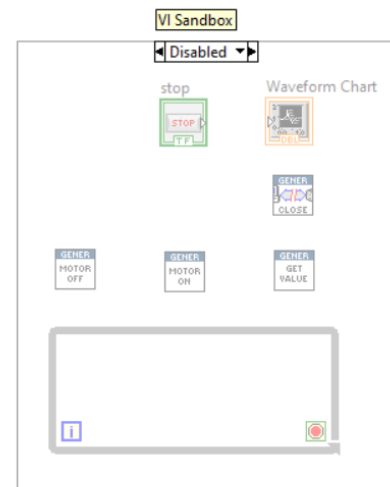 VI Sandbox
Disabled
stop
Waveform Chart
STOP
TF
DBL
GENER
CLOSE
GENER
MOTOR
OFF
GENER
MOTOR
ON
GENER
GET
VALUE
i